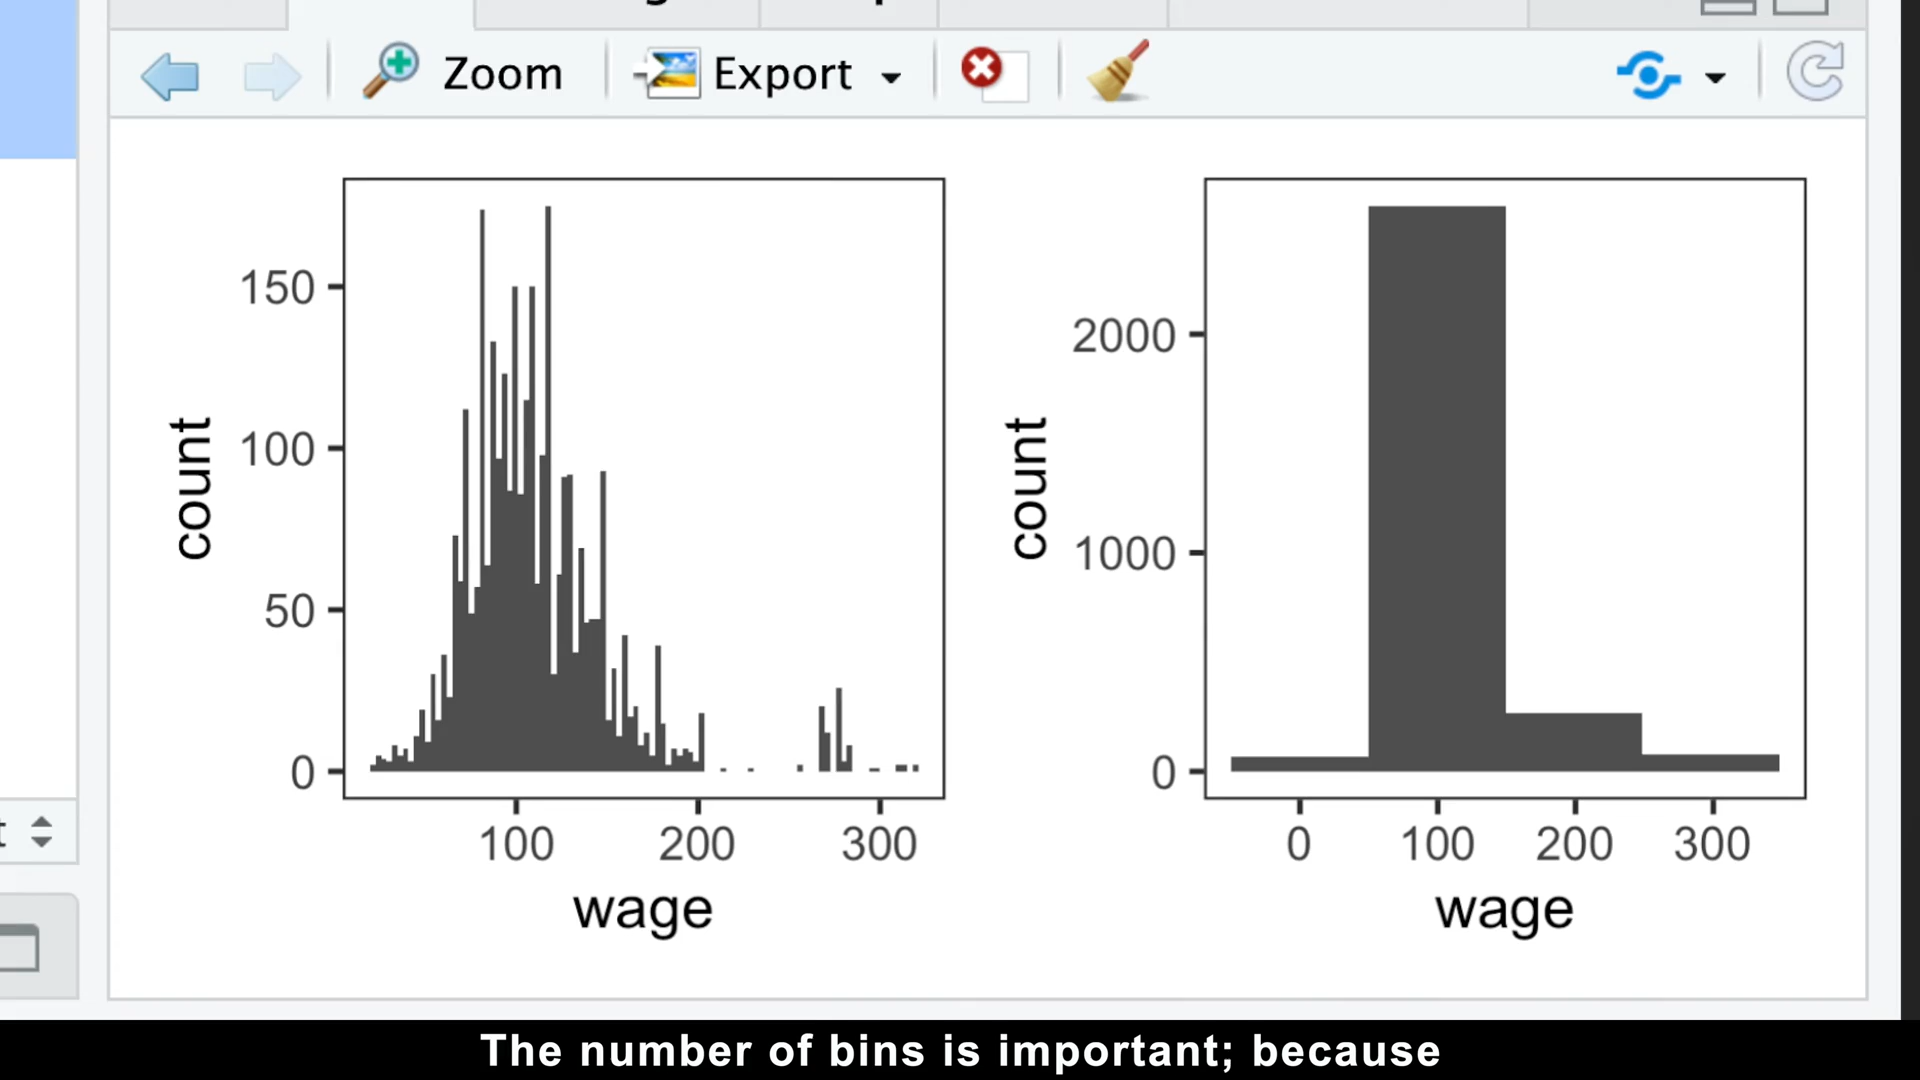 Zoom Export
150
100
50
0
count
100 200 300
wage
2000
1000
0
count
0 100 200 300
wage
The number of bins is important; because